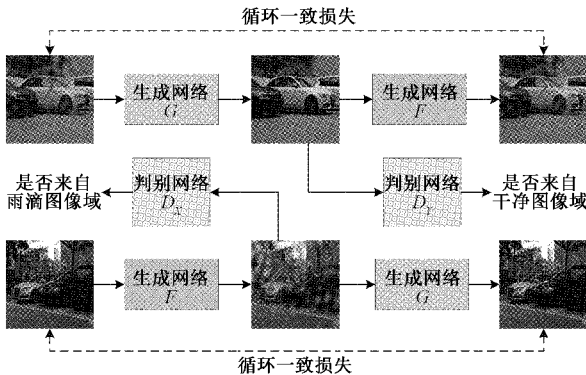 循环一致损失
生成网络
G
生成网络
F
是否来自
雨滴图像域
判别网络
D_X
判别网络
D_Y
是否来自
干净图像域
生成网络
F
生成网络
G
循环一致损失